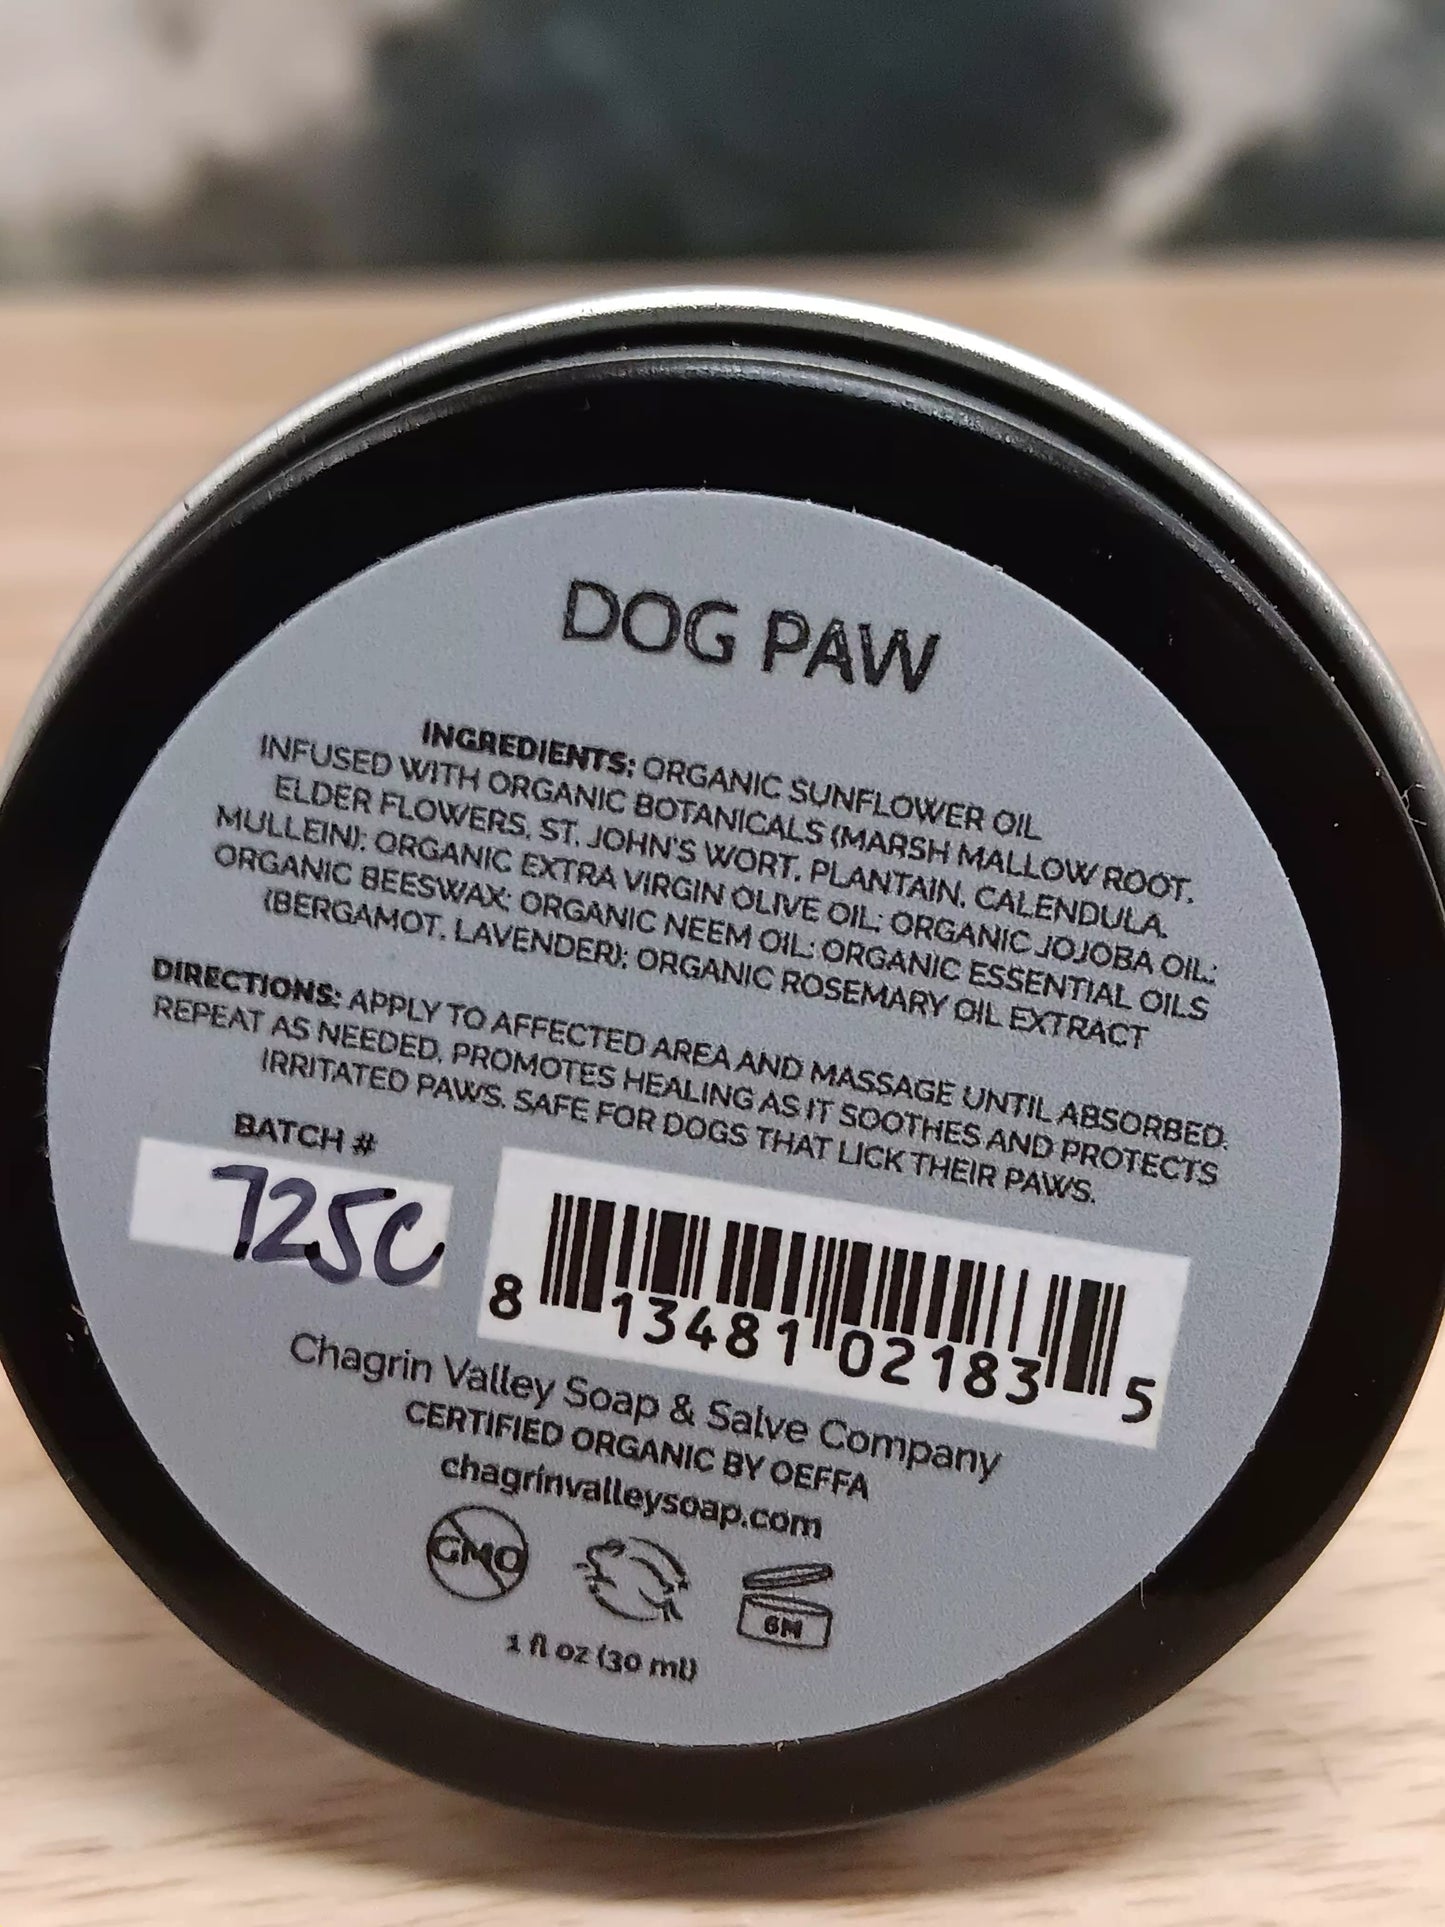 DOG PAW
INGREDIENTS: ORGANIC SUNFLOWER OIL
INFUSED WITH ORGANIC BOTANICALS (MARSH MALLOW ROOT,
ELDER FLOWERS, ST. JOHN'S WORT, PLANTAIN, CALENDULA,
MULLEIN); ORGANIC EXTRA VIRGIN OLIVE OIL; ORGANIC JOJOBA OIL;
ORGANIC BEESWAX; ORGANIC NEEM OIL; ORGANIC ESSENTIAL OILS
(BERGAMOT, LAVENDER); ORGANIC ROSEMARY OIL EXTRACT
DIRECTIONS: APPLY TO AFFECTED AREA AND MASSAGE UNTIL ABSORBED.
REPEAT AS NEEDED. PROMOTES HEALING AS IT SOOTHES AND PROTECTS
IRRITATED PAWS. SAFE FOR DOGS THAT LICK THEIR PAWS.
BATCH #
725C
8 13481 02183 5
Chagrin Valley Soap & Salve Company
CERTIFIED ORGANIC BY OEFFA
chagrinvalleysoap.com
GMO
6M
1 fl oz (30 ml)